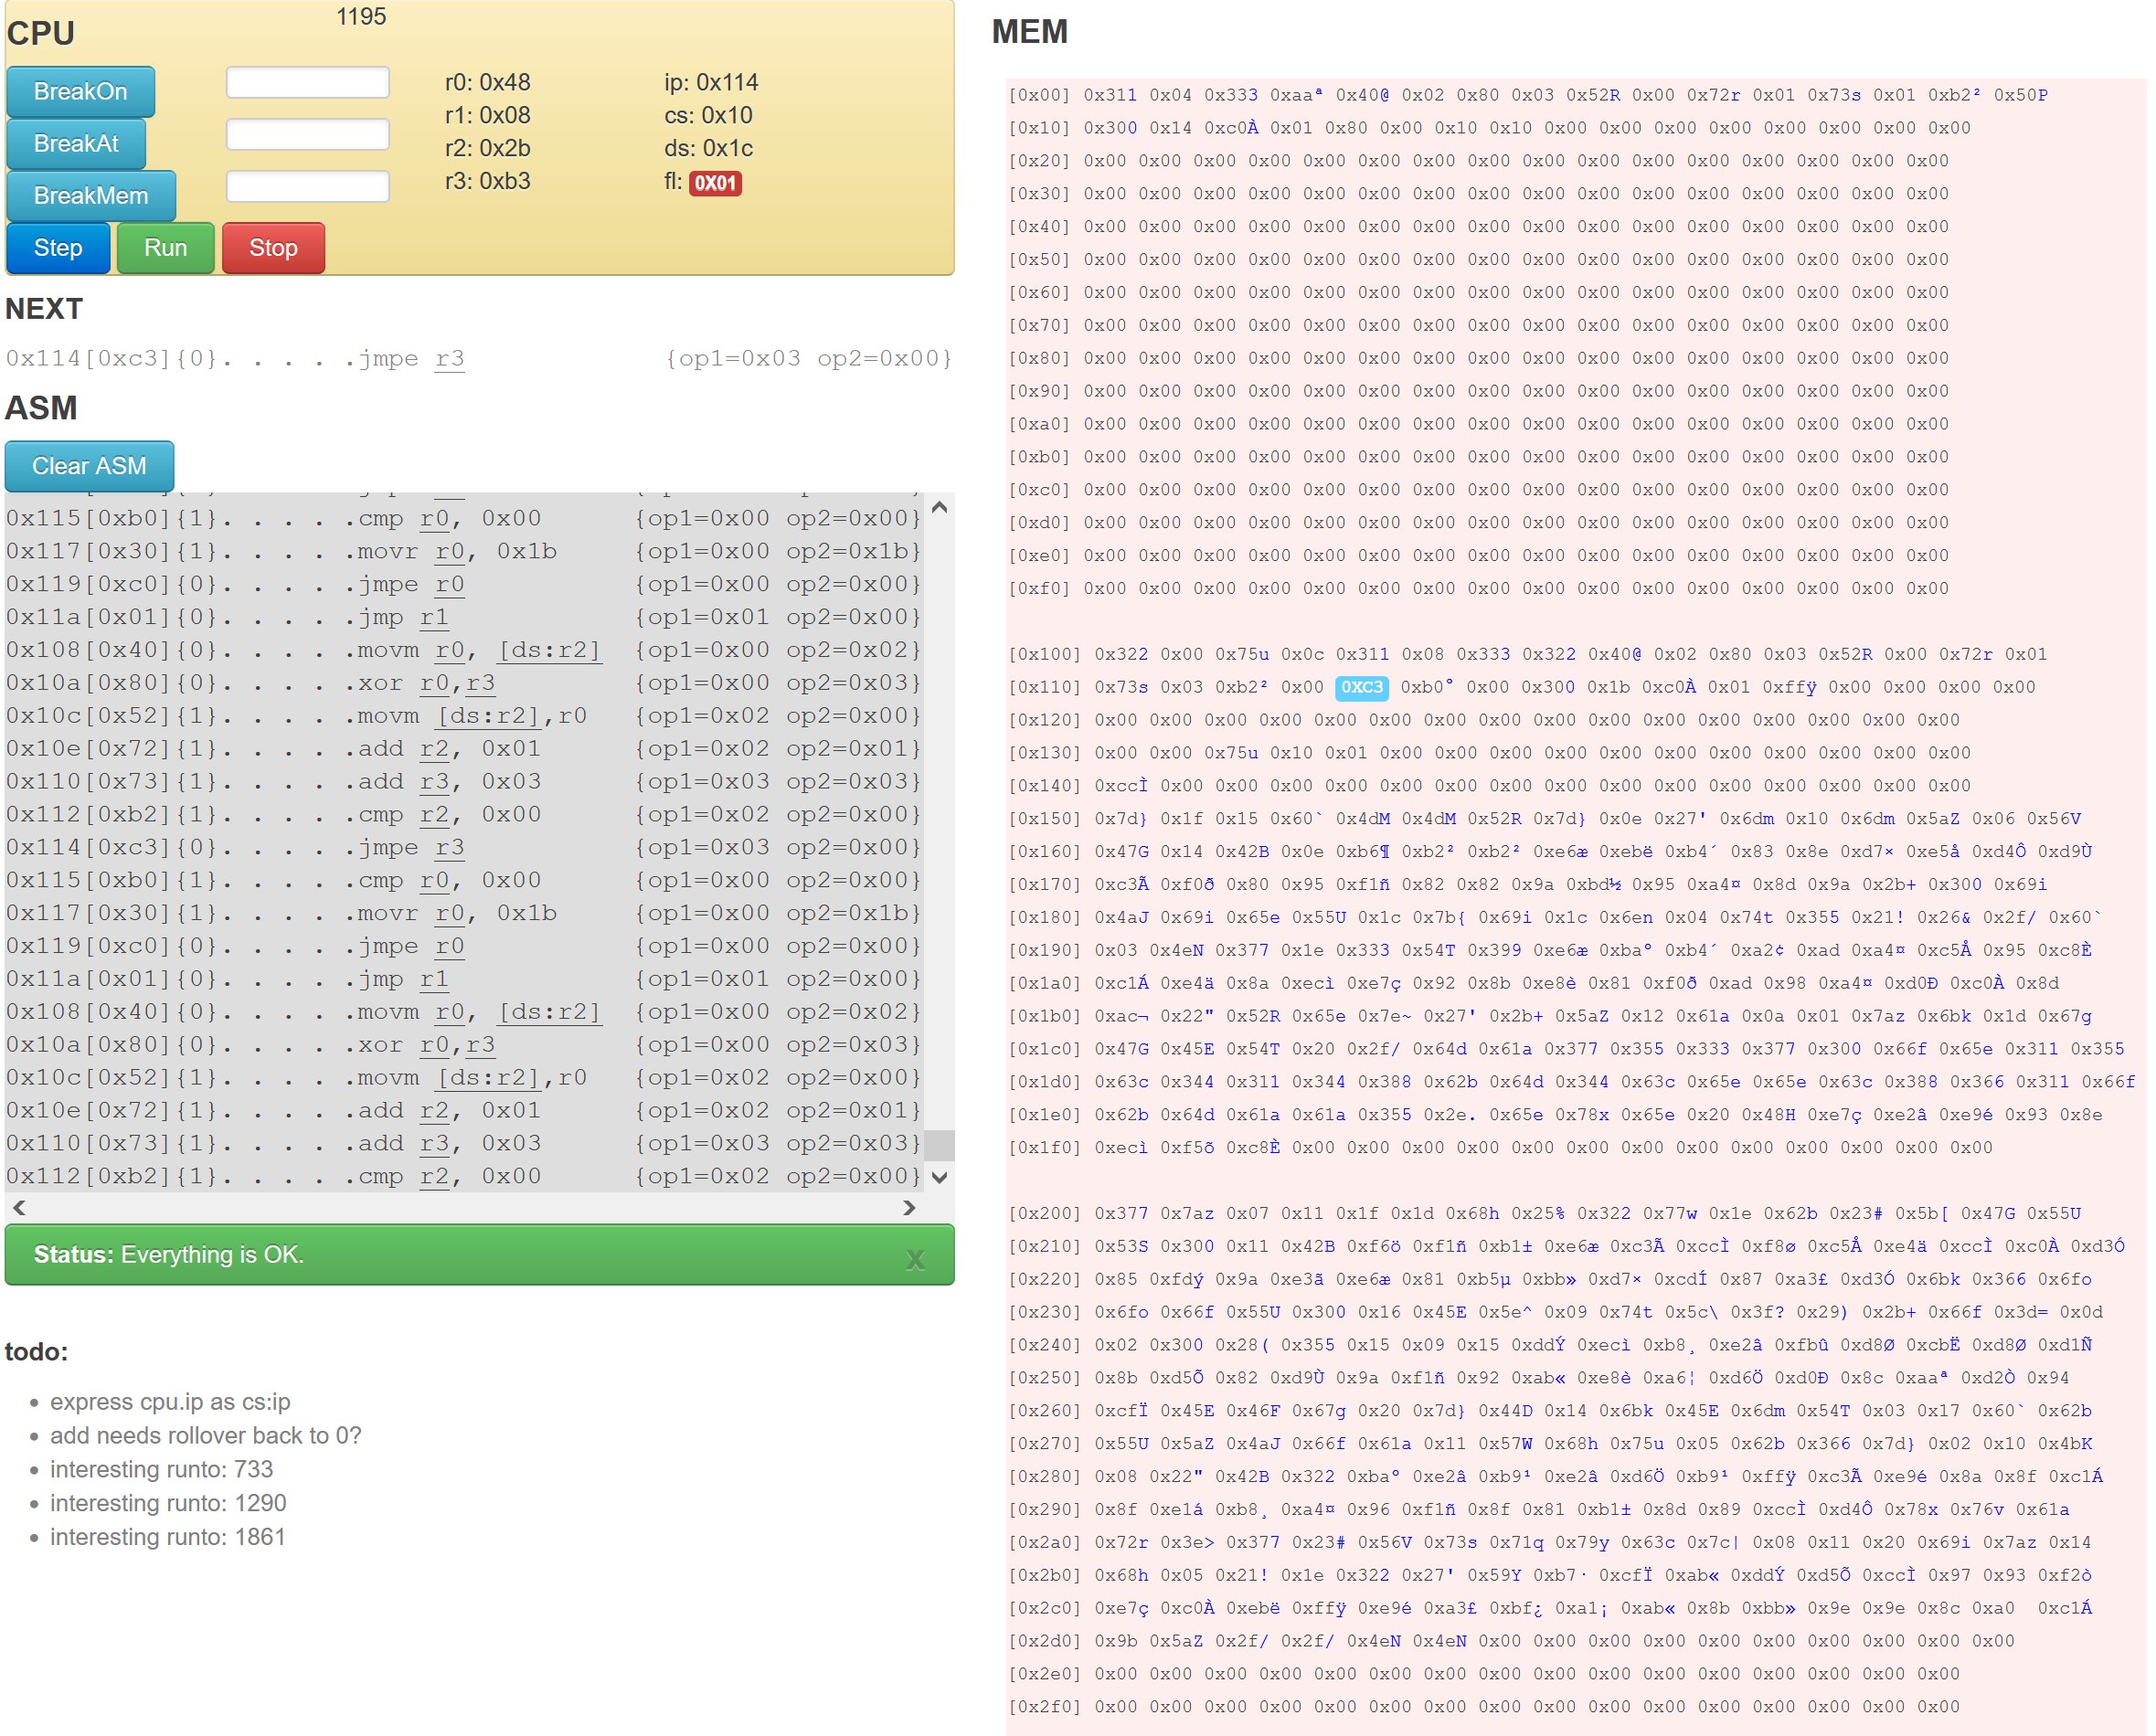 CPU
1195
BreakOn
BreakAt
BreakMem
r0: 0x48
r1: 0x08
r2: 0x2b
r3: 0xb3
ip: 0x114
cs: 0x10
ds: 0x1c
fl: 0X01
Step Run Stop
NEXT
0x114[0xc3]{0}. . . . .jmpe r3 {op1=0x03 op2=0x00}
ASM
Clear ASM
0x115[0xb0]{1}. . . . .cmp r0, 0x00 {op1=0x00 op2=0x00}
0x117[0x30]{1}. . . . .movr r0, 0x1b {op1=0x00 op2=0x1b}
0x119[0xc0]{0}. . . . .jmpe r0 {op1=0x00 op2=0x00}
0x11a[0x01]{0}. . . . .jmp r1 {op1=0x01 op2=0x00}
0x108[0x40]{0}. . . . .movm r0, [ds:r2] {op1=0x00 op2=0x02}
0x10a[0x80]{0}. . . . .xor r0,r3 {op1=0x00 op2=0x03}
0x10c[0x52]{1}. . . . .movm [ds:r2],r0 {op1=0x02 op2=0x00}
0x10e[0x72]{1}. . . . .add r2, 0x01 {op1=0x02 op2=0x01}
0x110[0x73]{1}. . . . .add r3, 0x03 {op1=0x03 op2=0x03}
0x112[0xb2]{1}. . . . .cmp r2, 0x00 {op1=0x02 op2=0x00}
0x114[0xc3]{0}. . . . .jmpe r3 {op1=0x03 op2=0x00}
0x115[0xb0]{1}. . . . .cmp r0, 0x00 {op1=0x00 op2=0x00}
0x117[0x30]{1}. . . . .movr r0, 0x1b {op1=0x00 op2=0x1b}
0x119[0xc0]{0}. . . . .jmpe r0 {op1=0x00 op2=0x00}
0x11a[0x01]{0}. . . . .jmp r1 {op1=0x01 op2=0x00}
0x108[0x40]{0}. . . . .movm r0, [ds:r2] {op1=0x00 op2=0x02}
0x10a[0x80]{0}. . . . .xor r0,r3 {op1=0x00 op2=0x03}
0x10c[0x52]{1}. . . . .movm [ds:r2],r0 {op1=0x02 op2=0x00}
0x10e[0x72]{1}. . . . .add r2, 0x01 {op1=0x02 op2=0x01}
0x110[0x73]{1}. . . . .add r3, 0x03 {op1=0x03 op2=0x03}
0x112[0xb2]{1}. . . . .cmp r2, 0x00 {op1=0x02 op2=0x00}
Status: Everything is OK. x
todo:
• express cpu.ip as cs:ip
• add needs rollover back to 0?
• interesting runto: 733
• interesting runto: 1290
• interesting runto: 1861
MEM
[0x00] 0x311 0x04 0x333 0xaaª 0x40@ 0x02 0x80 0x03 0x52R 0x00 0x72r 0x01 0x73s 0x01 0xb2² 0x50P
[0x10] 0x300 0x14 0xc0À 0x01 0x80 0x00 0x10 0x10 0x00 0x00 0x00 0x00 0x00 0x00 0x00 0x00
[0x20] 0x00 0x00 0x00 0x00 0x00 0x00 0x00 0x00 0x00 0x00 0x00 0x00 0x00 0x00 0x00 0x00
[0x30] 0x00 0x00 0x00 0x00 0x00 0x00 0x00 0x00 0x00 0x00 0x00 0x00 0x00 0x00 0x00 0x00
[0x40] 0x00 0x00 0x00 0x00 0x00 0x00 0x00 0x00 0x00 0x00 0x00 0x00 0x00 0x00 0x00 0x00
[0x50] 0x00 0x00 0x00 0x00 0x00 0x00 0x00 0x00 0x00 0x00 0x00 0x00 0x00 0x00 0x00 0x00
[0x60] 0x00 0x00 0x00 0x00 0x00 0x00 0x00 0x00 0x00 0x00 0x00 0x00 0x00 0x00 0x00 0x00
[0x70] 0x00 0x00 0x00 0x00 0x00 0x00 0x00 0x00 0x00 0x00 0x00 0x00 0x00 0x00 0x00 0x00
[0x80] 0x00 0x00 0x00 0x00 0x00 0x00 0x00 0x00 0x00 0x00 0x00 0x00 0x00 0x00 0x00 0x00
[0x90] 0x00 0x00 0x00 0x00 0x00 0x00 0x00 0x00 0x00 0x00 0x00 0x00 0x00 0x00 0x00 0x00
[0xa0] 0x00 0x00 0x00 0x00 0x00 0x00 0x00 0x00 0x00 0x00 0x00 0x00 0x00 0x00 0x00 0x00
[0xb0] 0x00 0x00 0x00 0x00 0x00 0x00 0x00 0x00 0x00 0x00 0x00 0x00 0x00 0x00 0x00 0x00
[0xc0] 0x00 0x00 0x00 0x00 0x00 0x00 0x00 0x00 0x00 0x00 0x00 0x00 0x00 0x00 0x00 0x00
[0xd0] 0x00 0x00 0x00 0x00 0x00 0x00 0x00 0x00 0x00 0x00 0x00 0x00 0x00 0x00 0x00 0x00
[0xe0] 0x00 0x00 0x00 0x00 0x00 0x00 0x00 0x00 0x00 0x00 0x00 0x00 0x00 0x00 0x00 0x00
[0xf0] 0x00 0x00 0x00 0x00 0x00 0x00 0x00 0x00 0x00 0x00 0x00 0x00 0x00 0x00 0x00 0x00
[0x100] 0x322 0x00 0x75u 0x0c 0x311 0x08 0x333 0x322 0x40@ 0x02 0x80 0x03 0x52R 0x00 0x72r 0x01
[0x110] 0x73s 0x03 0xb2² 0x00 0XC3 0xb0° 0x00 0x300 0x1b 0xc0À 0x01 0xffÿ 0x00 0x00 0x00 0x00
[0x120] 0x00 0x00 0x00 0x00 0x00 0x00 0x00 0x00 0x00 0x00 0x00 0x00 0x00 0x00 0x00 0x00
[0x130] 0x00 0x00 0x75u 0x10 0x01 0x00 0x00 0x00 0x00 0x00 0x00 0x00 0x00 0x00 0x00 0x00
[0x140] 0xccÌ 0x00 0x00 0x00 0x00 0x00 0x00 0x00 0x00 0x00 0x00 0x00 0x00 0x00 0x00 0x00
[0x150] 0x7d} 0x1f 0x15 0x60` 0x4dM 0x4dM 0x52R 0x7d} 0x0e 0x27' 0x6dm 0x10 0x6dm 0x5aZ 0x06 0x56V
[0x160] 0x47G 0x14 0x42B 0x0e 0xb6¶ 0xb2² 0xb2² 0xe6æ 0xebë 0xb4´ 0x83 0x8e 0xd7× 0xe5å 0xd4Ô 0xd9Ù
[0x170] 0xc3Ã 0xf0ð 0x80 0x95 0xf1ñ 0x82 0x82 0x9a 0xbd½ 0x95 0xa4¤ 0x8d 0x9a 0x2b+ 0x300 0x69i
[0x180] 0x4aJ 0x69i 0x65e 0x55U 0x1c 0x7b{ 0x69i 0x1c 0x6en 0x04 0x74t 0x355 0x21! 0x26& 0x2f/ 0x60`
[0x190] 0x03 0x4eN 0x377 0x1e 0x333 0x54T 0x399 0xe6æ 0xbaº 0xb4´ 0xa2¢ 0xad 0xa4¤ 0xc5Å 0x95 0xc8È
[0x1a0] 0xc1Á 0xe4ä 0x8a 0xecì 0xe7ç 0x92 0x8b 0xe8è 0x81 0xf0ð 0xad 0x98 0xa4¤ 0xd0Ð 0xc0À 0x8d
[0x1b0] 0xac¬ 0x22" 0x52R 0x65e 0x7e~ 0x27' 0x2b+ 0x5aZ 0x12 0x61a 0x0a 0x01 0x7az 0x6bk 0x1d 0x67g
[0x1c0] 0x47G 0x45E 0x54T 0x20 0x2f/ 0x64d 0x61a 0x377 0x355 0x333 0x377 0x300 0x66f 0x65e 0x311 0x355
[0x1d0] 0x63c 0x344 0x311 0x344 0x388 0x62b 0x64d 0x344 0x63c 0x65e 0x65e 0x63c 0x388 0x366 0x311 0x66f
[0x1e0] 0x62b 0x64d 0x61a 0x61a 0x355 0x2e. 0x65e 0x78x 0x65e 0x20 0x48H 0xe7ç 0xe2â 0xe9é 0x93 0x8e
[0x1f0] 0xecì 0xf5õ 0xc8È 0x00 0x00 0x00 0x00 0x00 0x00 0x00 0x00 0x00 0x00 0x00 0x00 0x00
[0x200] 0x377 0x7az 0x07 0x11 0x1f 0x1d 0x68h 0x25% 0x322 0x77w 0x1e 0x62b 0x23# 0x5b[ 0x47G 0x55U
[0x210] 0x53S 0x300 0x11 0x42B 0xf6ö 0xf1ñ 0xb1± 0xe6æ 0xc3Ã 0xccÌ 0xf8ø 0xc5Å 0xe4ä 0xccÌ 0xc0À 0xd3Ó
[0x220] 0x85 0xfdý 0x9a 0xe3ã 0xe6æ 0x81 0xb5µ 0xbb» 0xd7× 0xcdÍ 0x87 0xa3£ 0xd3Ó 0x6bk 0x366 0x6fo
[0x230] 0x6fo 0x66f 0x55U 0x300 0x16 0x45E 0x5e^ 0x09 0x74t 0x5c\ 0x3f? 0x29) 0x2b+ 0x66f 0x3d= 0x0d
[0x240] 0x02 0x300 0x28( 0x355 0x15 0x09 0x15 0xddÝ 0xecì 0xb8¸ 0xe2â 0xfbû 0xd8Ø 0xcbË 0xd8Ø 0xd1Ñ
[0x250] 0x8b 0xd5Õ 0x82 0xd9Ù 0x9a 0xf1ñ 0x92 0xab« 0xe8è 0xa6¦ 0xd6Ö 0xd0Ð 0x8c 0xaaª 0xd2Ò 0x94
[0x260] 0xcfÏ 0x45E 0x46F 0x67g 0x20 0x7d} 0x44D 0x14 0x6bk 0x45E 0x6dm 0x54T 0x03 0x17 0x60` 0x62b
[0x270] 0x55U 0x5aZ 0x4aJ 0x66f 0x61a 0x11 0x57W 0x68h 0x75u 0x05 0x62b 0x366 0x7d} 0x02 0x10 0x4bK
[0x280] 0x08 0x22" 0x42B 0x322 0xbaº 0xe2â 0xb9¹ 0xe2â 0xd6Ö 0xb9¹ 0xffÿ 0xc3Ã 0xe9é 0x8a 0x8f 0xc1Á
[0x290] 0x8f 0xe1á 0xb8¸ 0xa4¤ 0x96 0xf1ñ 0x8f 0x81 0xb1± 0x8d 0x89 0xccÌ 0xd4Ô 0x78x 0x76v 0x61a
[0x2a0] 0x72r 0x3e> 0x377 0x23# 0x56V 0x73s 0x71q 0x79y 0x63c 0x7c| 0x08 0x11 0x20 0x69i 0x7az 0x14
[0x2b0] 0x68h 0x05 0x21! 0x1e 0x322 0x27' 0x59Y 0xb7· 0xcfÏ 0xab« 0xddÝ 0xd5Õ 0xccÌ 0x97 0x93 0xf2ò
[0x2c0] 0xe7ç 0xc0À 0xebë 0xffÿ 0xe9é 0xa3£ 0xbf¿ 0xa1¡ 0xab« 0x8b 0xbb» 0x9e 0x9e 0x8c 0xa0 0xc1Á
[0x2d0] 0x9b 0x5aZ 0x2f/ 0x2f/ 0x4eN 0x4eN 0x00 0x00 0x00 0x00 0x00 0x00 0x00 0x00 0x00 0x00
[0x2e0] 0x00 0x00 0x00 0x00 0x00 0x00 0x00 0x00 0x00 0x00 0x00 0x00 0x00 0x00 0x00 0x00
[0x2f0] 0x00 0x00 0x00 0x00 0x00 0x00 0x00 0x00 0x00 0x00 0x00 0x00 0x00 0x00 0x00 0x00